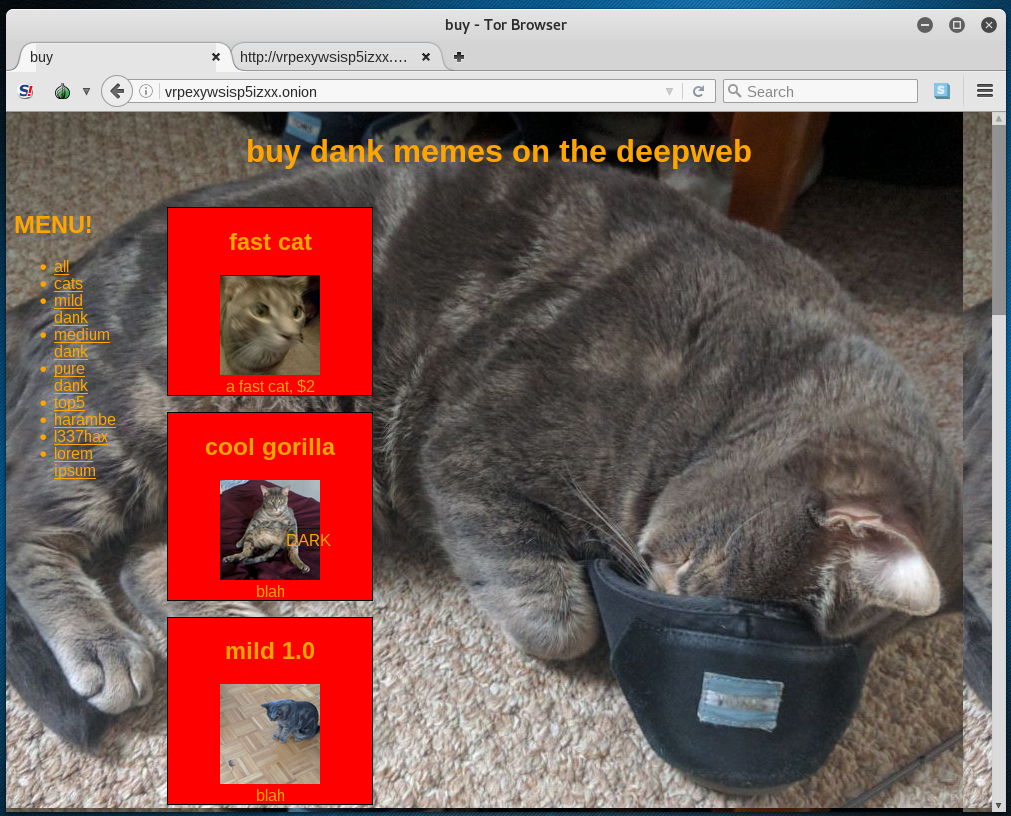 buy - Tor Browser
buy
http://vrpexywsisp5izxx....
vrpexywsisp5izxx.onion
Search
buy dank memes on the deepweb
MENU!
all
cats
mild
dank
medium
dank
pure
dank
top5
harambe
l337hax
lorem
ipsum
fast cat
a fast cat, $2
cool gorilla
DARK
blah
mild 1.0
blah